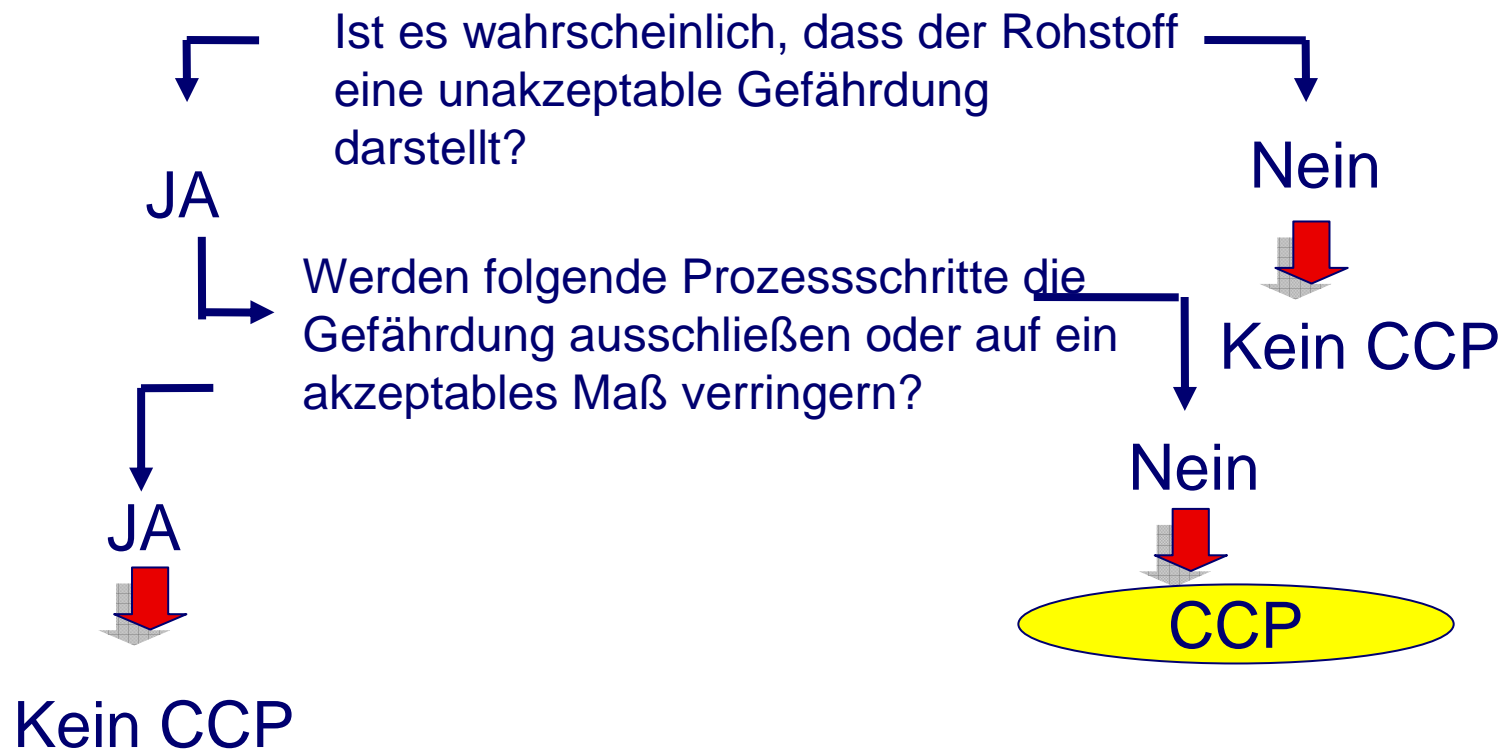 Ist es wahrscheinlich, dass der Rohstoff
eine unakzeptable Gefährdung
darstellt?
JA
Nein
Kein CCP
Werden folgende Prozessschritte die
Gefährdung ausschließen oder auf ein
akzeptables Maß verringern?
JA
Nein
CCP
Kein CCP